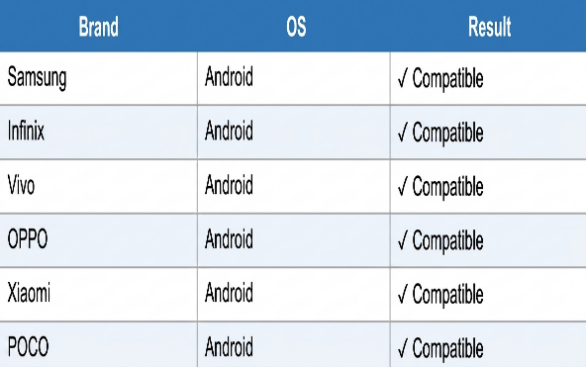 Brand OS Result
Samsung Android √ Compatible
Infinix Android √ Compatible
Vivo Android √ Compatible
OPPO Android √ Compatible
Xiaomi Android √ Compatible
POCO Android √ Compatible